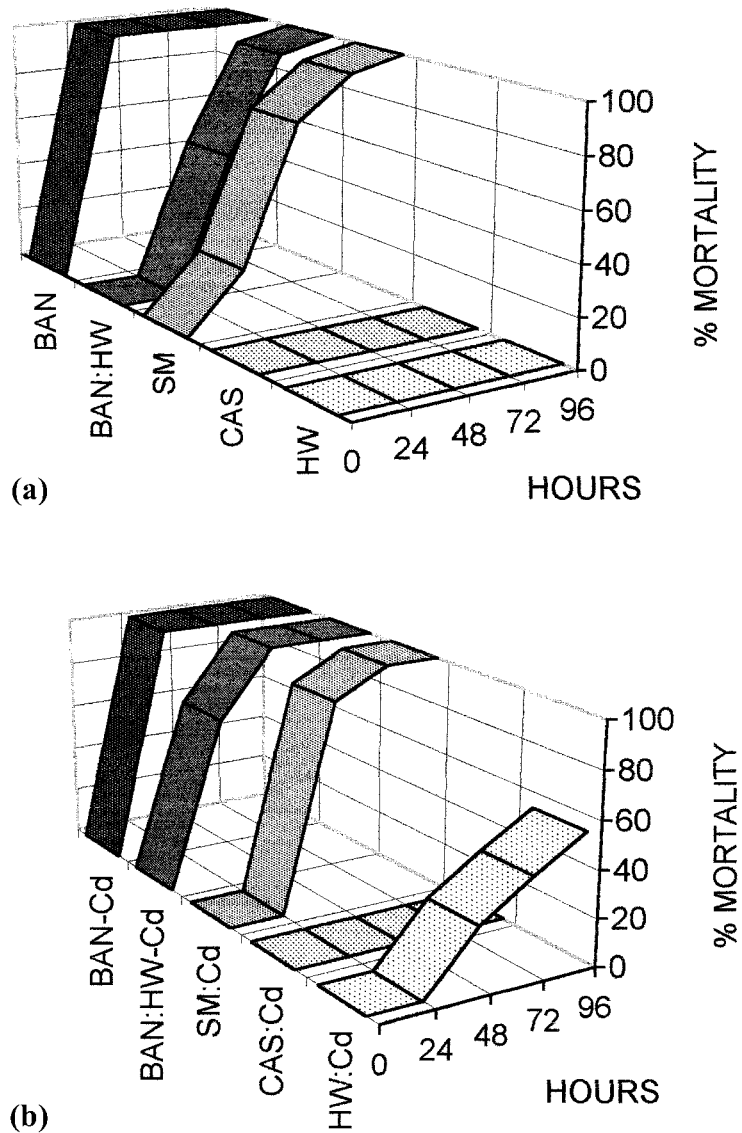 100
80
60
40
20
0
% MORTALITY
BAN
BAN:HW
SM
CAS
HW
0 24 48 72 96
HOURS
(a)
100
80
60
40
20
0
% MORTALITY
BAN-Cd
BAN:HW-Cd
SM:Cd
CAS:Cd
HW:Cd
0 24 48 72 96
HOURS
(b)